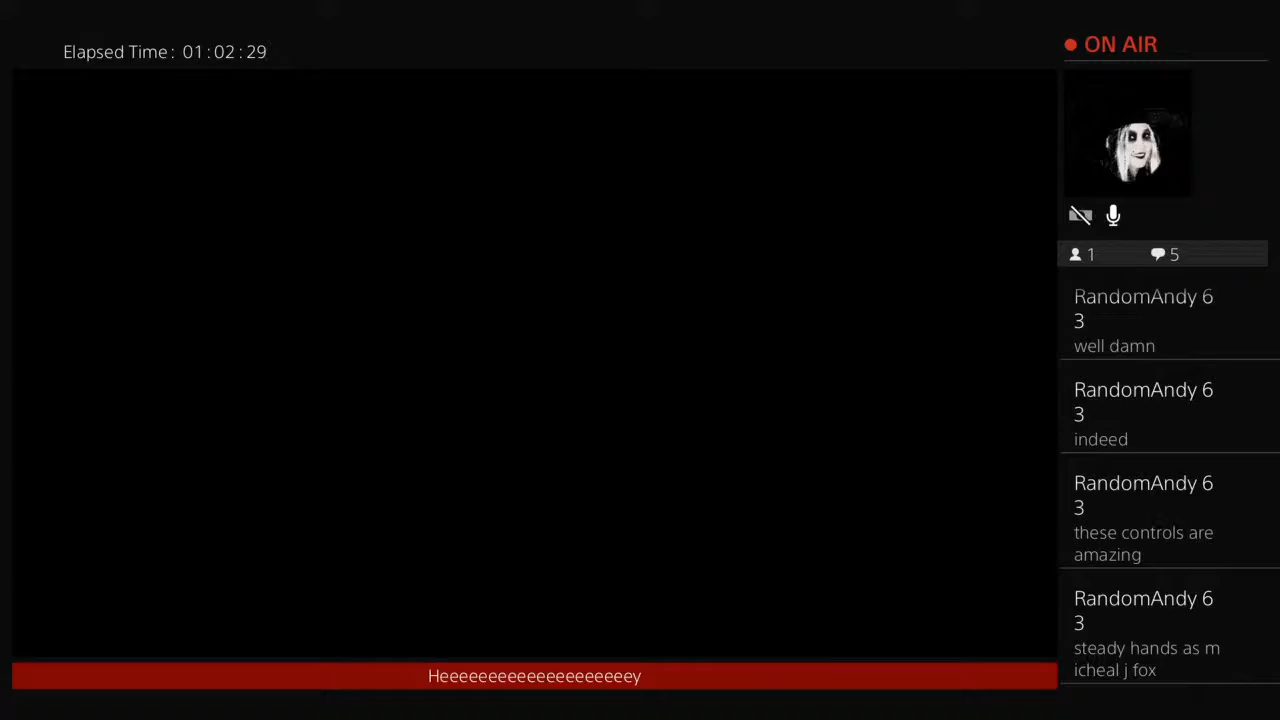 Elapsed Time: 01:02:29
ON AIR
1 5
RandomAndy 6
3
well damn
RandomAndy 6
3
indeed
RandomAndy 6
3
these controls are
amazing
RandomAndy 6
3
steady hands as m
icheal j fox
Heeeeeeeeeeeeeeeeeeeey